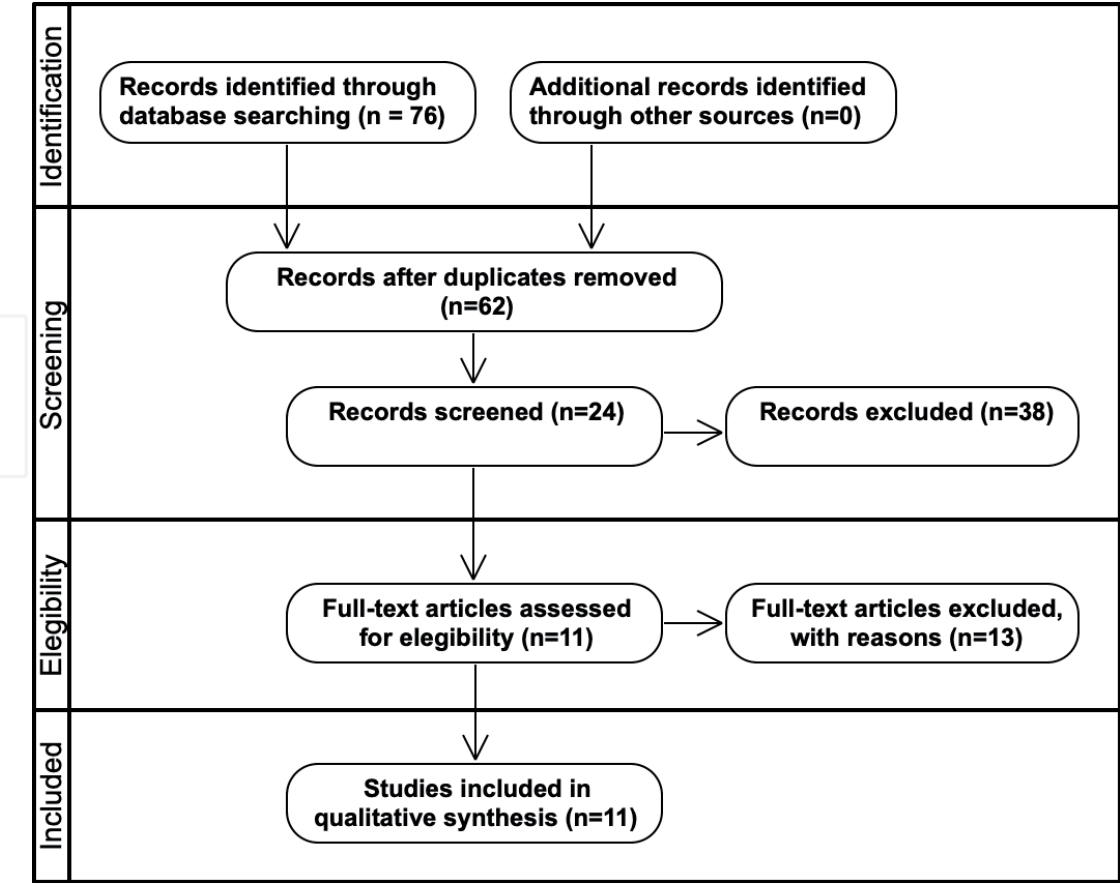 Identification
Records identified through
database searching (n = 76)
Additional records identified
through other sources (n=0)
Screening
Records after duplicates removed
(n=62)
Records screened (n=24)
Records excluded (n=38)
Elegibility
Full-text articles assessed
for elegibility (n=11)
Full-text articles excluded,
with reasons (n=13)
Included
Studies included in
qualitative synthesis (n=11)